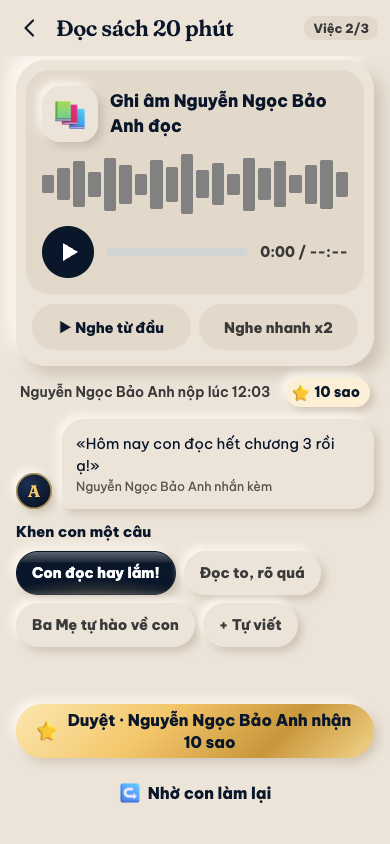 Đọc sách 20 phút
Việc 2/3
Ghi âm Nguyễn Ngọc Bảo
Anh đọc
0:00 / --:--
Nghe từ đầu
Nghe nhanh x2
Nguyễn Ngọc Bảo Anh nộp lúc 12:03
10 sao
«Hôm nay con đọc hết chương 3 rồi
ạ!»
A
Nguyễn Ngọc Bảo Anh nhắn kèm
Khen con một câu
Con đọc hay lắm!
Đọc to, rõ quá
Ba Mẹ tự hào về con
+ Tự viết
Duyệt · Nguyễn Ngọc Bảo Anh nhận
10 sao
Nhờ con làm lại